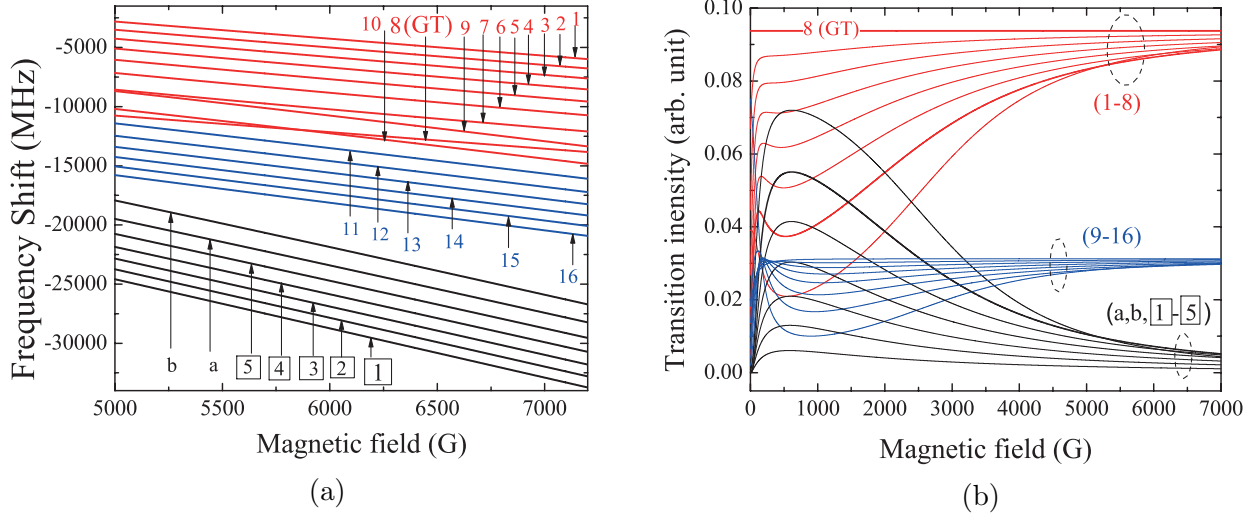 10 8 (GT) 9 7 6 5 4 3 2 1
-5000
-10000
-15000
-20000
-25000
-30000
Frequency Shift (MHz)
11 12 13 14 15 16
b a 5 4 3 2 1
5000 5500 6000 6500 7000
Magnetic field (G)
(a)
0.10
0.08
0.06
0.04
0.02
0.00
Transition inensity (arb. unit)
8 (GT)
(1-8)
(9-16)
(a,b,1-5)
0 1000 2000 3000 4000 5000 6000 7000
Magnetic field (G)
(b)